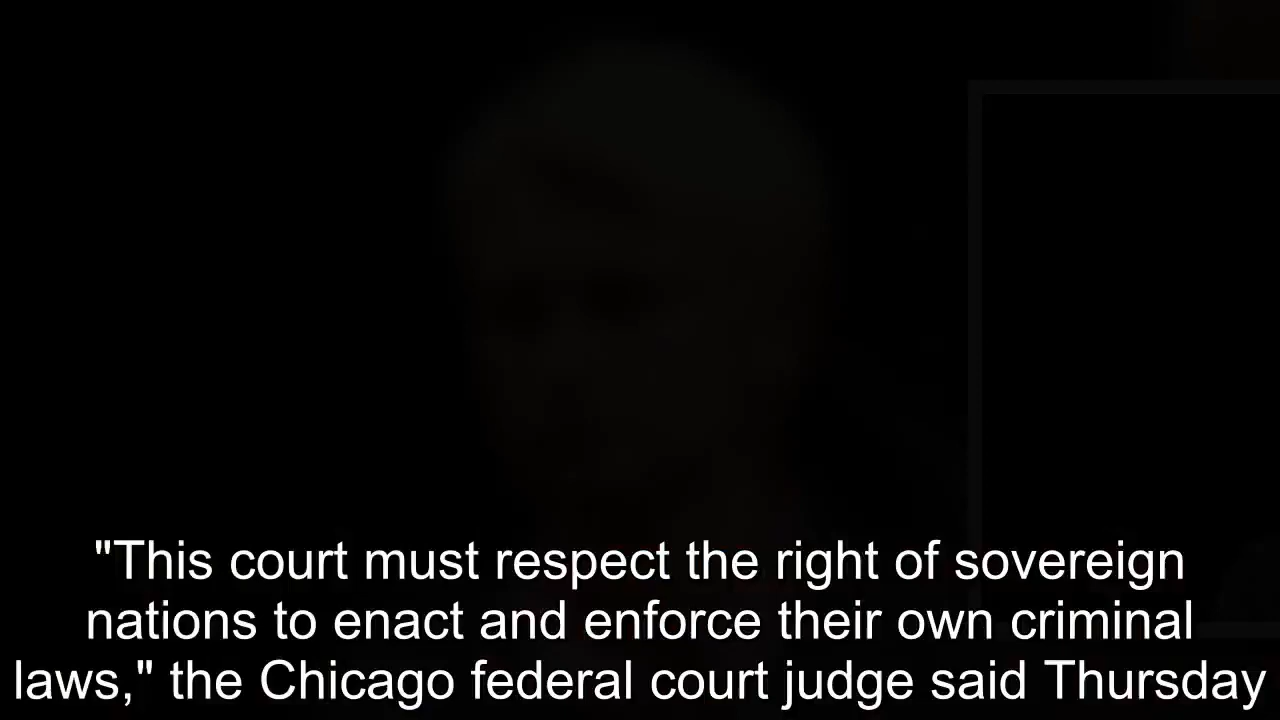 "This court must respect the right of sovereign
nations to enact and enforce their own criminal
laws," the Chicago federal court judge said Thursday